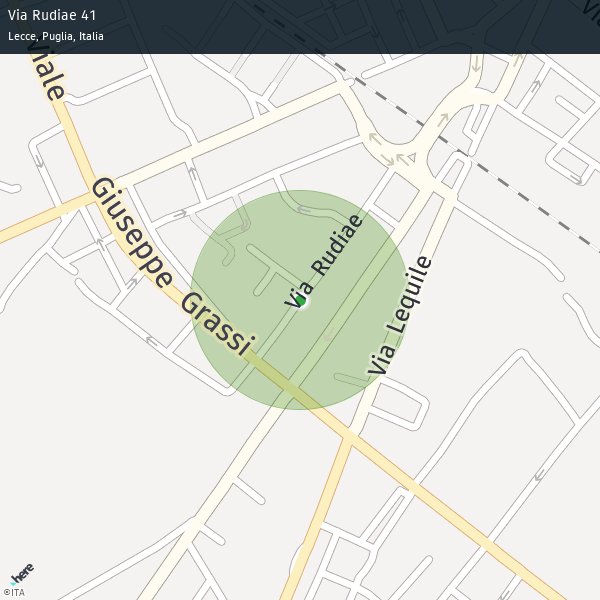 Via Rudiae 41
Lecce, Puglia, Italia
Viale
Giuseppe Grassi
Via Rudiae
Via Lequile
here
©ITA